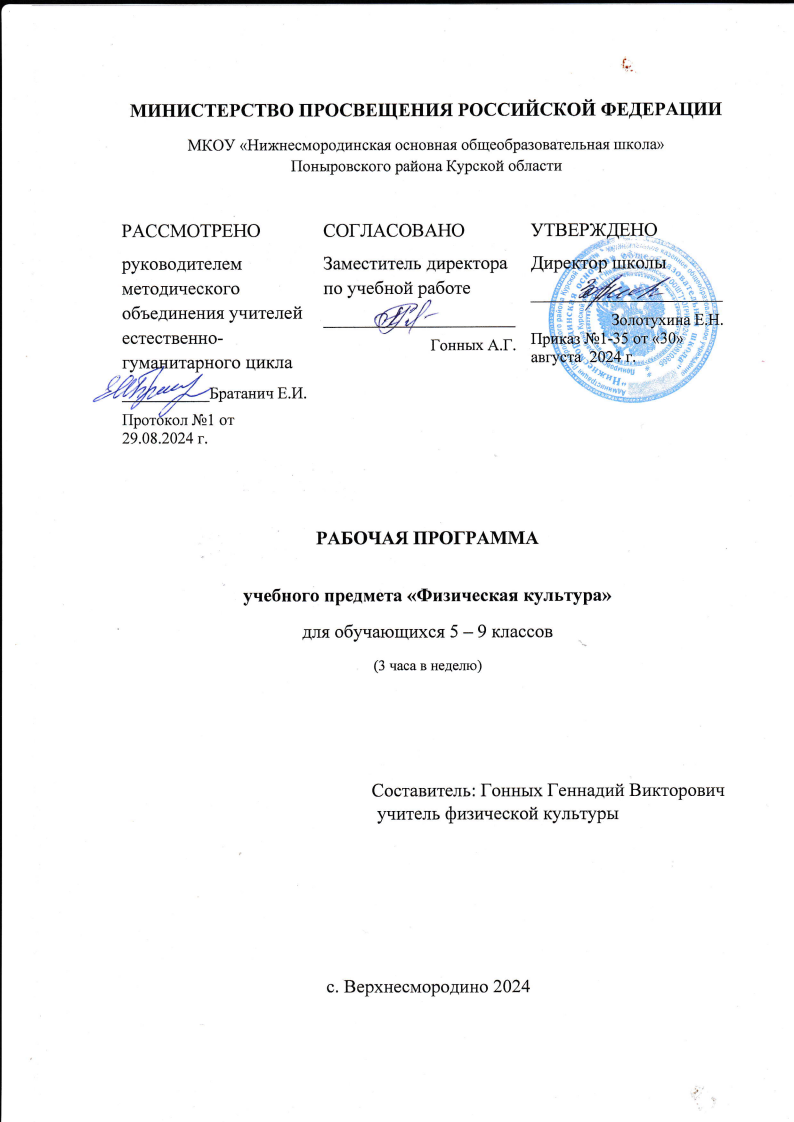 МИНИСТЕРСТВО ПРОСВЕЩЕНИЯ РОССИЙСКОЙ ФЕДЕРАЦИИ
МКОУ «Нижнесмородинская основная общеобразовательная школа»
Поныровского района Курской области
РАССМОТРЕНО
руководителем
методического
объединения учителей
естественно-
гуманитарного цикла
Братанич Е.И.
Протокол №1 от
29.08.2024 г.
СОГЛАСОВАНО
Заместитель директора
по учебной работе
Гонных А.Г.
УТВЕРЖДЕНО
Директор школы
Золотухина Е.Н.
Приказ №1-35 от «30»
августа 2024 г.
РАБОЧАЯ ПРОГРАММА
учебного предмета «Физическая культура»
для обучающихся 5 – 9 классов
(3 часа в неделю)
Составитель: Гонных Геннадий Викторович
учитель физической культуры
с. Верхнесмородино 2024